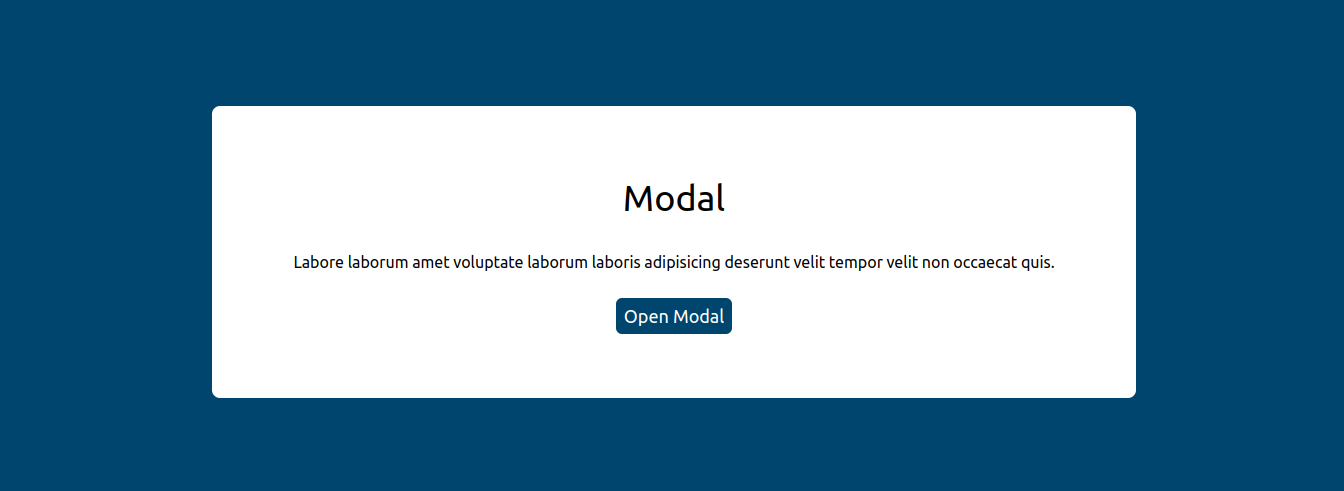 Modal
Labore laborum amet voluptate laborum laboris adipisicing deserunt velit tempor velit non occaecat quis.
Open Modal